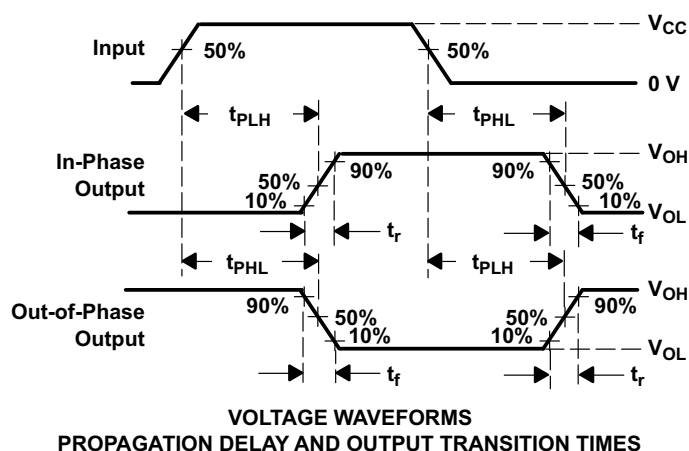 V_CC
Input
50%
50%
0 V
t_PLH
t_PHL
V_OH
In-Phase
Output
90%
90%
50%
50%
10%
10%
V_OL
t_r
t_f
t_PHL
t_PLH
V_OH
90%
90%
Out-of-Phase
Output
50%
50%
10%
10%
V_OL
t_f
t_r
VOLTAGE WAVEFORMS
PROPAGATION DELAY AND OUTPUT TRANSITION TIMES